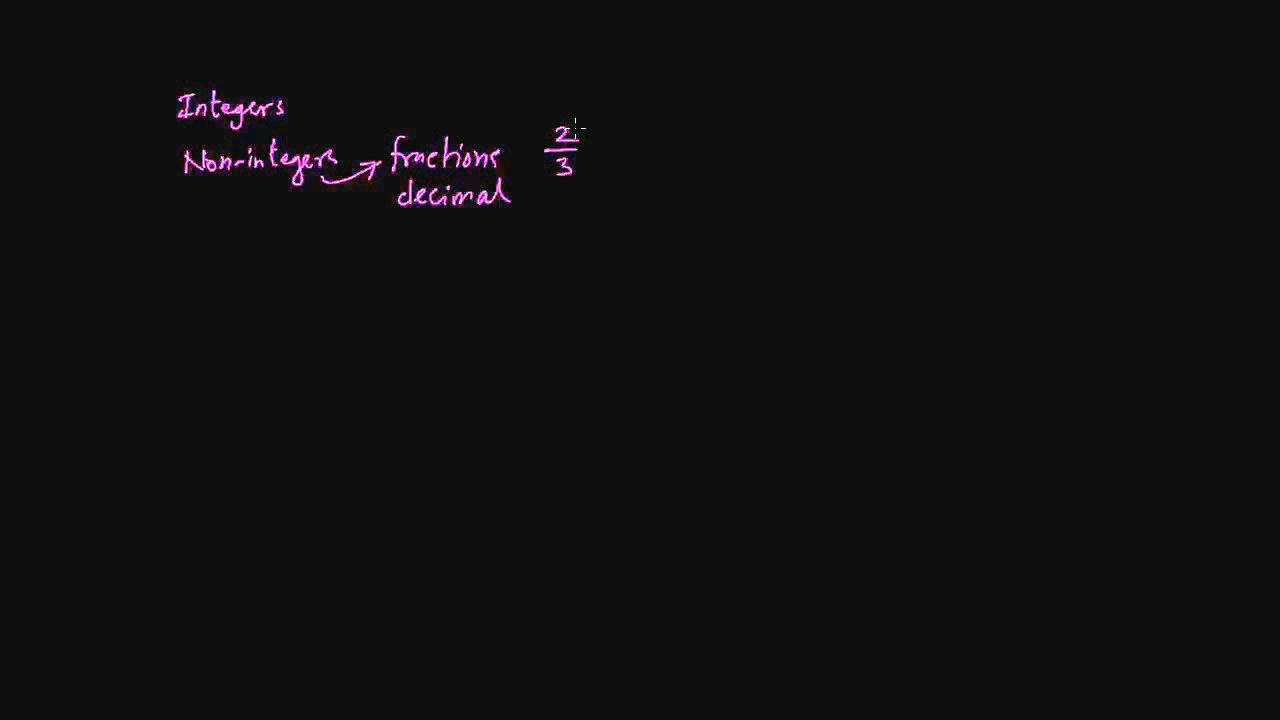 Integers
Non-integers → fractions 2/3
decimal